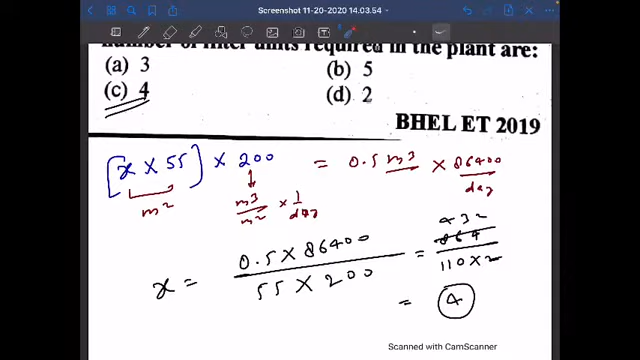 Screenshot 11-20-2020 14.03.54
number of filter units required in the plant are:
(a) 3 (b) 5
(c) 4 (d) 2
BHEL ET 2019
[x × 55] × 200 = 0.5 m3 × 86400
m2 m3/m2 × 1/day day
x = 0.5 × 86400 / 55 × 200 = 432 864 / 110 × 2
= 4
Scanned with CamScanner